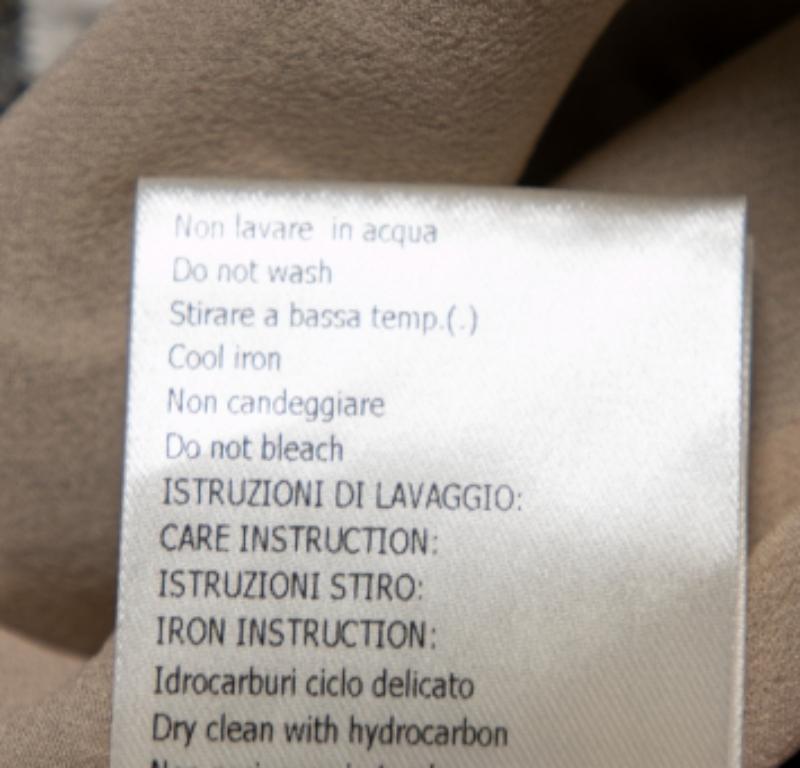 Non lavare in acqua
Do not wash
Stirare a bassa temp.(.)
Cool iron
Non candeggiare
Do not bleach
ISTRUZIONI DI LAVAGGIO:
CARE INSTRUCTION:
ISTRUZIONI STIRO:
IRON INSTRUCTION:
Idrocarburi ciclo delicato
Dry clean with hydrocarbon